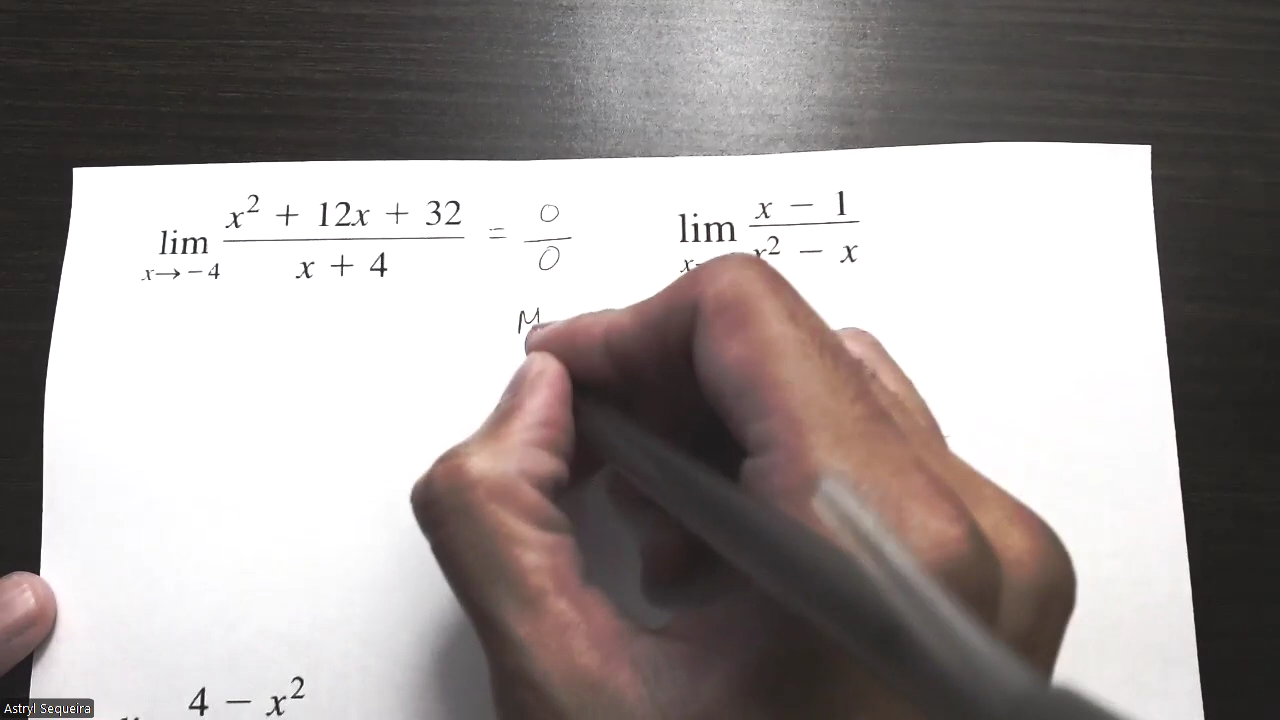 lim x→ -4 x² + 12x + 32 / x + 4 = 0 / 0
lim x - 1 / x² - x
M
4 - x²
Astryl Sequeira